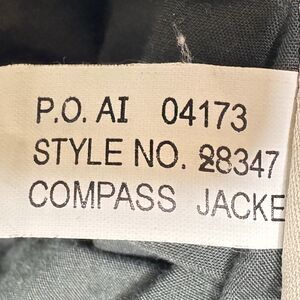 P.O. AI 04173
STYLE NO. 28347
COMPASS JACKE